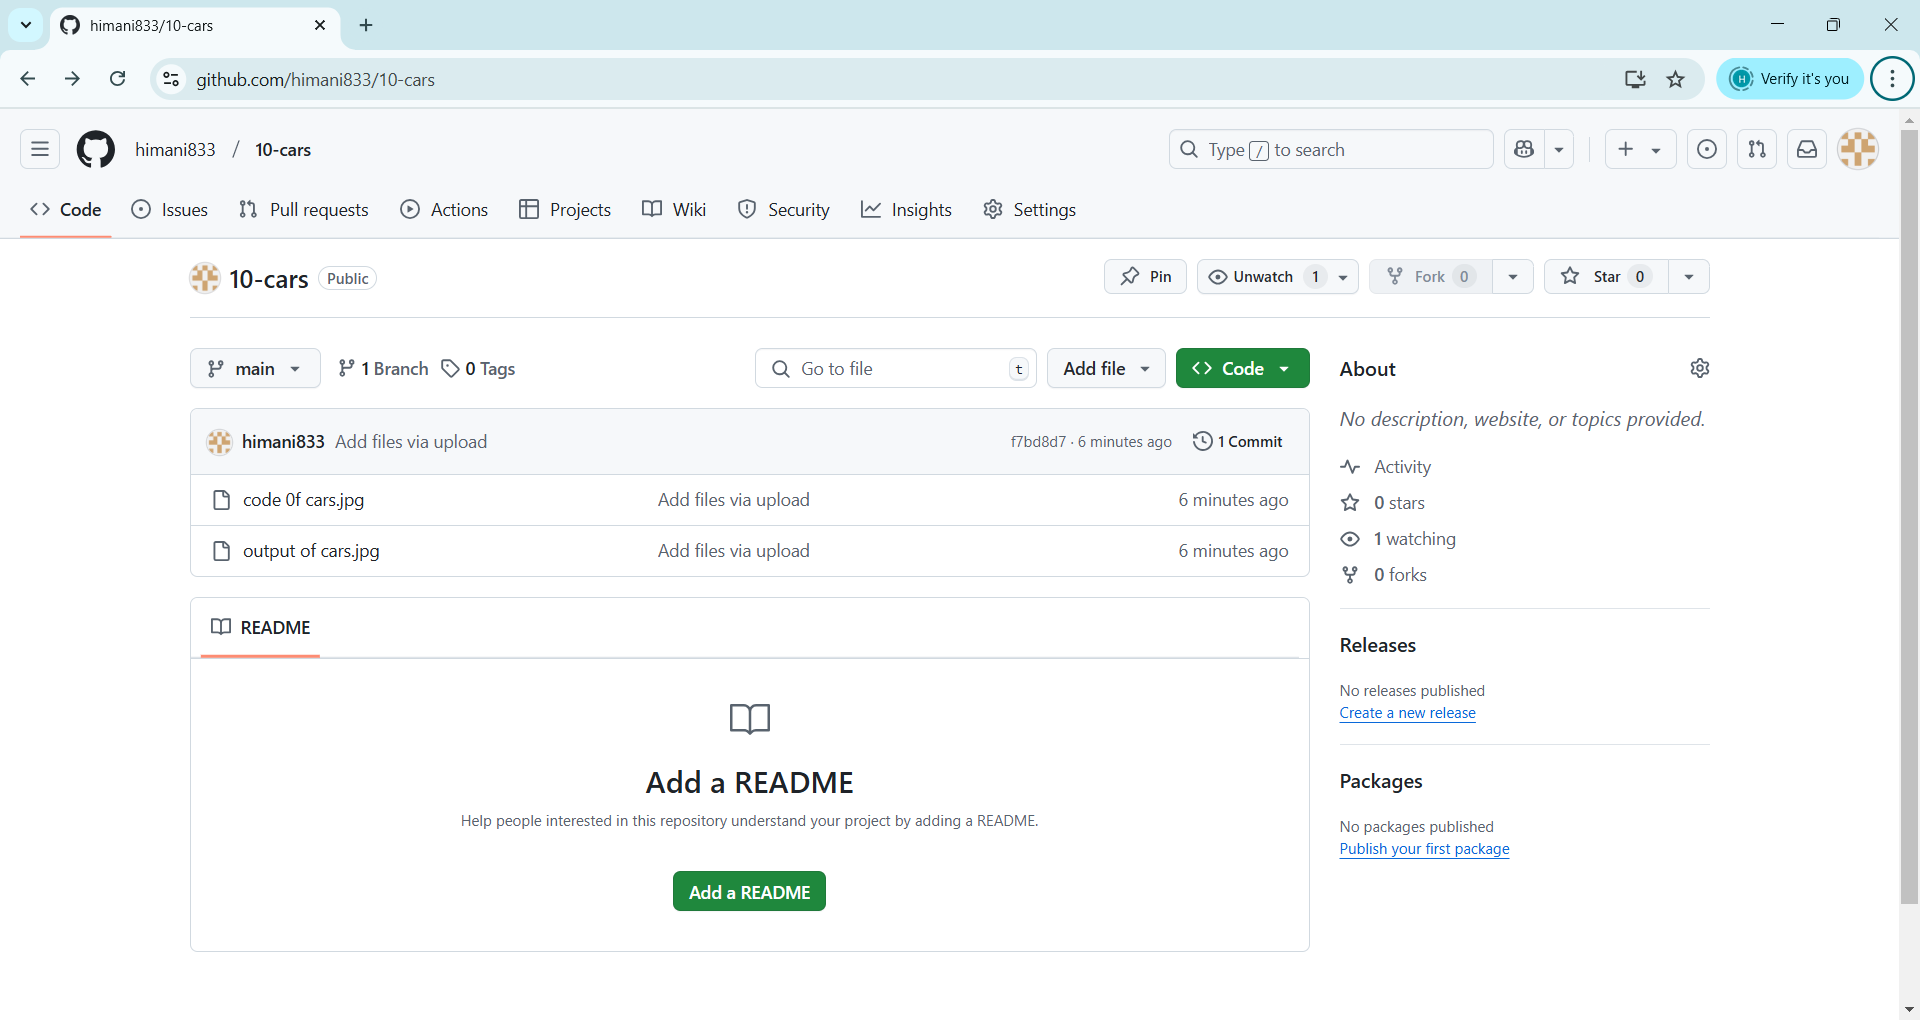 himani833/10-cars
github.com/himani833/10-cars
H Verify it's you
himani833 / 10-cars
Type / to search
Code Issues Pull requests Actions Projects Wiki Security Insights Settings
10-cars Public
Pin Unwatch 1 Fork 0 Star 0
main 1 Branch 0 Tags Go to file t Add file Code
himani833 Add files via upload f7bd8d7 · 6 minutes ago 1 Commit
code 0f cars.jpg Add files via upload 6 minutes ago
output of cars.jpg Add files via upload 6 minutes ago
README
Add a README
Help people interested in this repository understand your project by adding a README.
Add a README
About
No description, website, or topics provided.
Activity
0 stars
1 watching
0 forks
Releases
No releases published
Create a new release
Packages
No packages published
Publish your first package